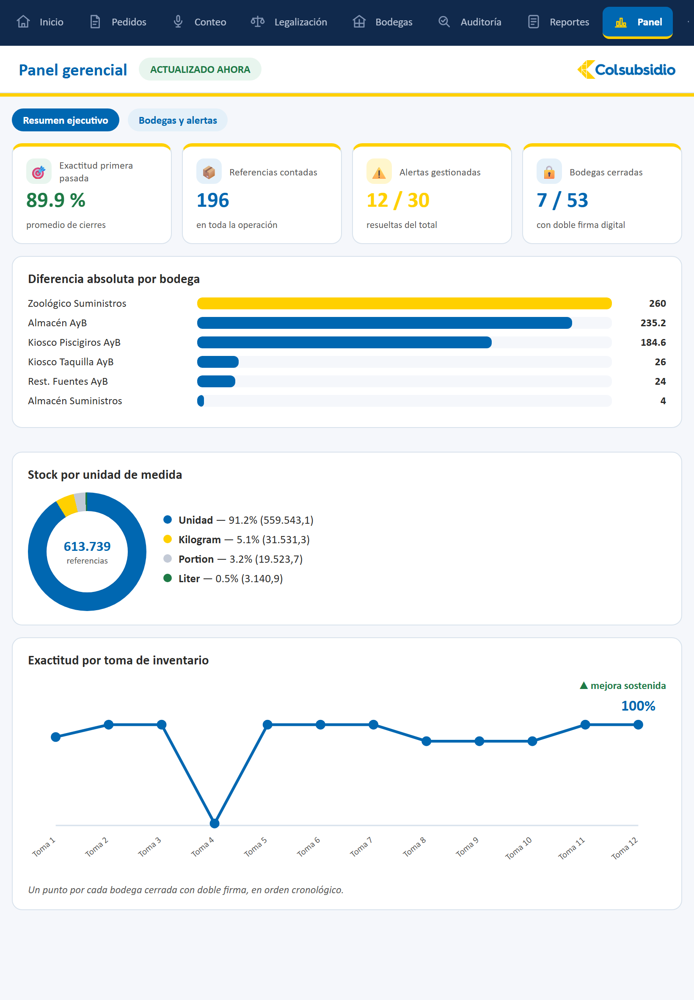 Inicio Pedidos Conteo Legalización Bodegas Auditoría Reportes Panel
Panel gerencial ACTUALIZADO AHORA Colsubsidio
Resumen ejecutivo Bodegas y alertas
Exactitud primera
pasada
89.9 %
promedio de cierres
Referencias contadas
196
en toda la operación
Alertas gestionadas
12 / 30
resueltas del total
Bodegas cerradas
7 / 53
con doble firma digital
Diferencia absoluta por bodega
Zoológico Suministros 260
Almacén AyB 235.2
Kiosco Piscigiros AyB 184.6
Kiosco Taquilla AyB 26
Rest. Fuentes AyB 24
Almacén Suministros 4
Stock por unidad de medida
613.739
referencias
Unidad — 91.2% (559.543,1)
Kilogram — 5.1% (31.531,3)
Portion — 3.2% (19.523,7)
Liter — 0.5% (3.140,9)
Exactitud por toma de inventario
▲ mejora sostenida
100%
Toma 1 Toma 2 Toma 3 Toma 4 Toma 5 Toma 6 Toma 7 Toma 8 Toma 9 Toma 10 Toma 11 Toma 12
Un punto por cada bodega cerrada con doble firma, en orden cronológico.